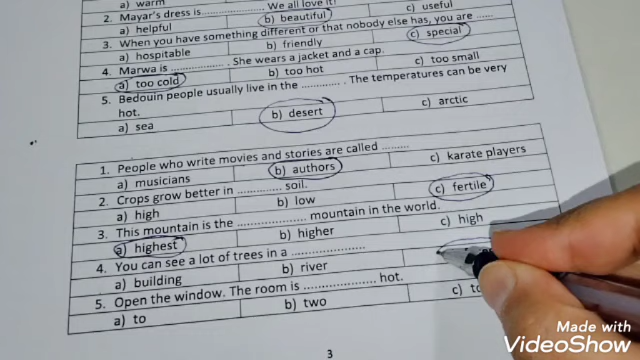 a) warm
2. Mayar's dress is.................... We all love it!
a) helpful b) beautiful c) useful
3. When you have something different or that nobody else has, you are .....
a) hospitable b) friendly c) special
4. Marwa is ................ . She wears a jacket and a cap.
a) too cold b) too hot c) too small
5. Bedouin people usually live in the ............. . The temperatures can be very
hot.
a) sea b) desert c) arctic
1. People who write movies and stories are called .........
a) musicians b) authors c) karate players
2. Crops grow better in .............. soil.
a) high b) low c) fertile
3. This mountain is the ...................... mountain in the world.
a) highest b) higher c) high
4. You can see a lot of trees in a .......................
a) building b) river
5. Open the window. The room is ...................... hot.
a) to b) two c)
3
Made with
VideoShow